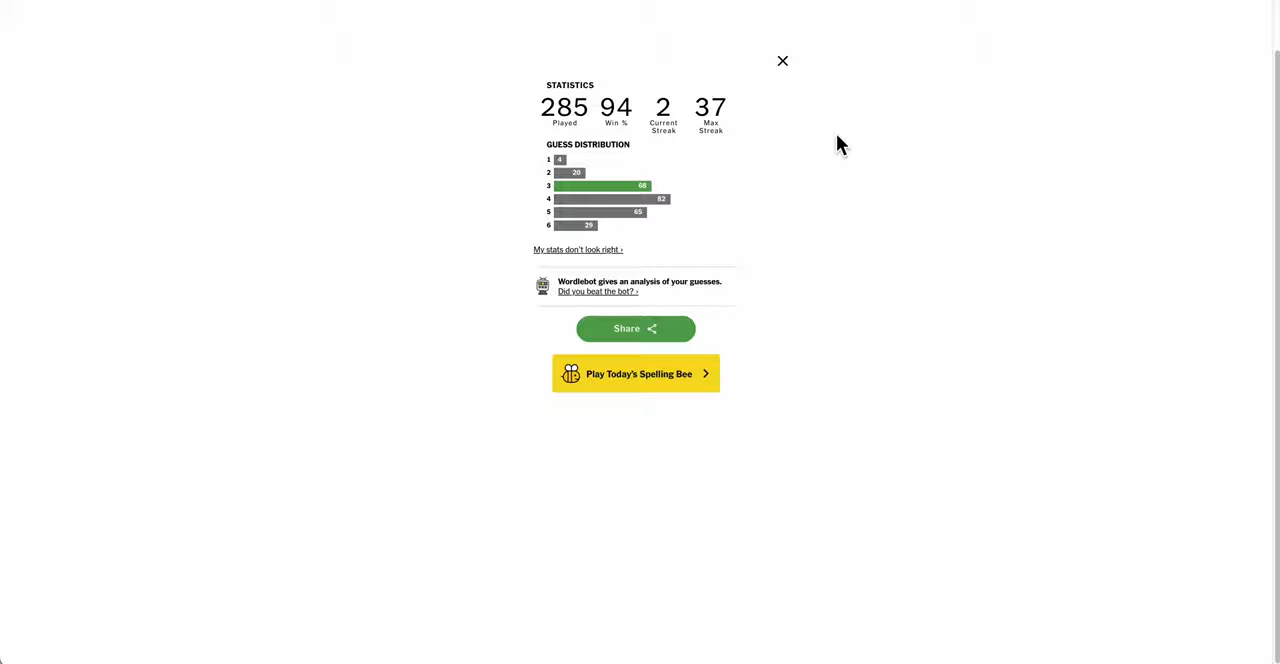 STATISTICS
285 94 2 37
Played Win % Current Streak Max Streak
GUESS DISTRIBUTION
1 4
2 20
3 68
4 82
5 65
6 29
My stats don't look right ›
Wordlebot gives an analysis of your guesses.
Did you beat the bot? ›
Share
Play Today's Spelling Bee